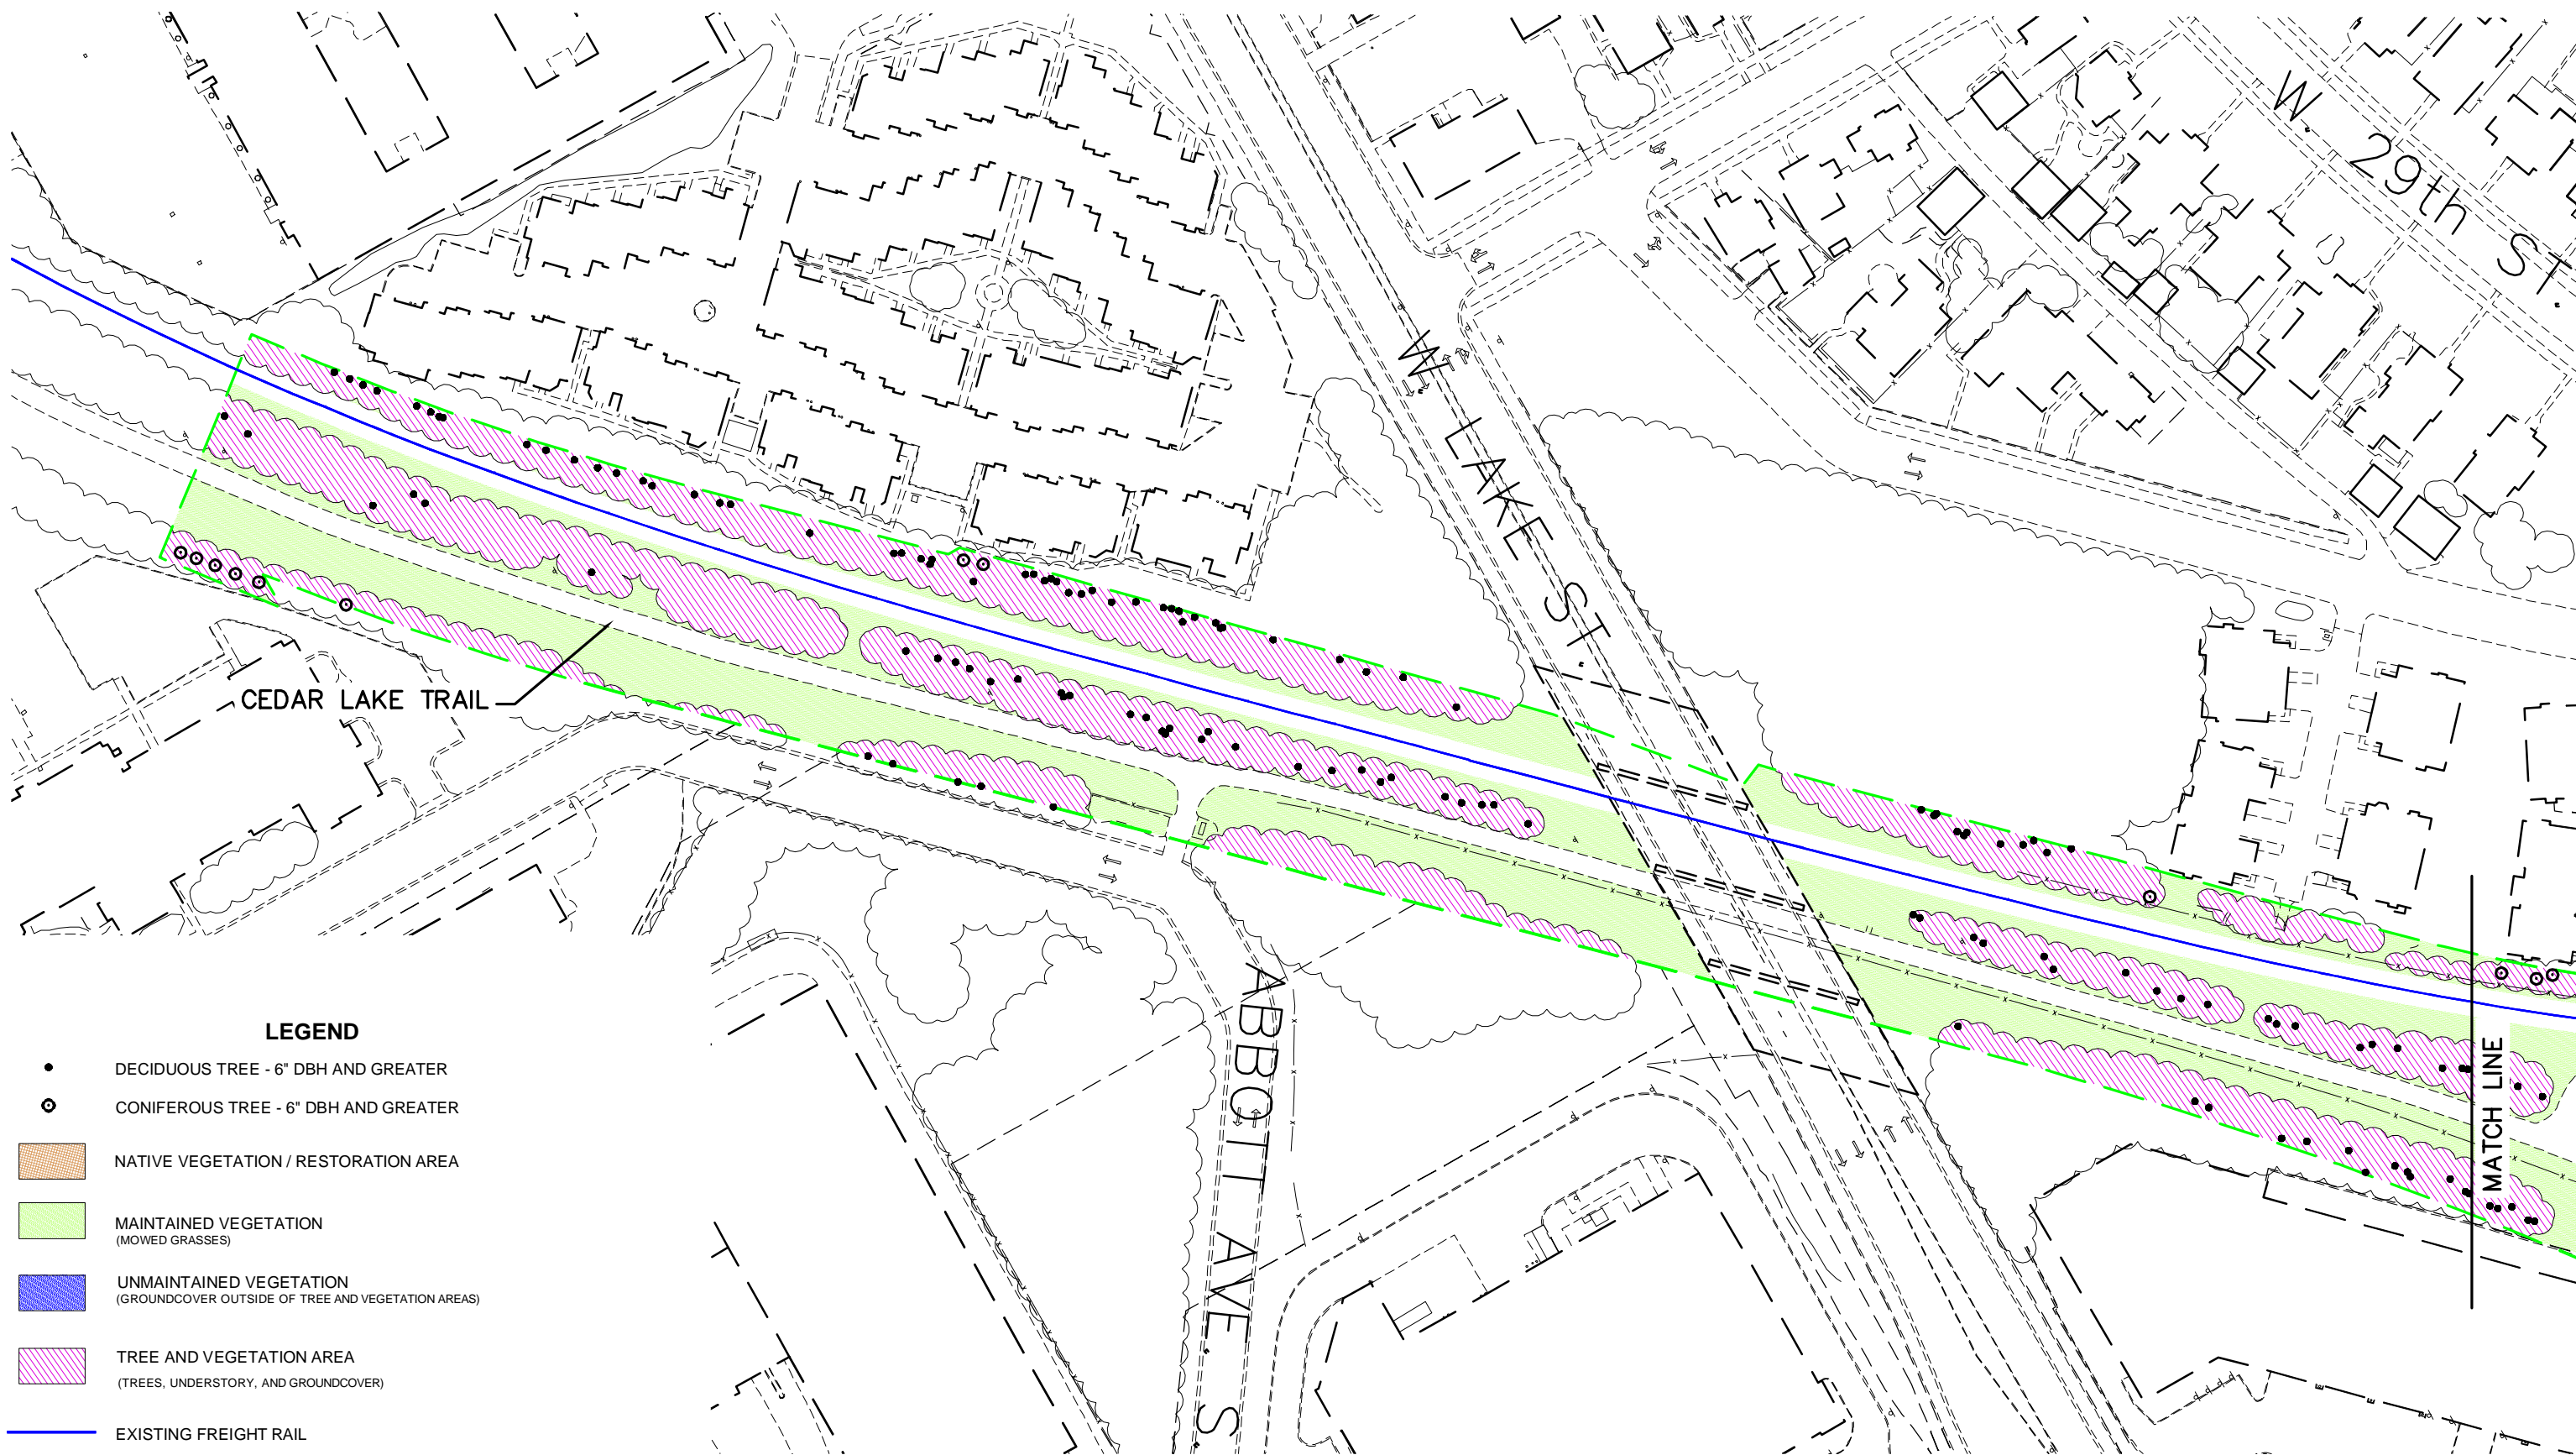 W 29th ST.
W LAKE ST.
CEDAR LAKE TRAIL
ABBOTT AVE S.
MATCH LINE
LEGEND
DECIDUOUS TREE - 6" DBH AND GREATER
CONIFEROUS TREE - 6" DBH AND GREATER
NATIVE VEGETATION / RESTORATION AREA
MAINTAINED VEGETATION
(MOWED GRASSES)
UNMAINTAINED VEGETATION
(GROUNDCOVER OUTSIDE OF TREE AND VEGETATION AREAS)
TREE AND VEGETATION AREA
(TREES, UNDERSTORY, AND GROUNDCOVER)
EXISTING FREIGHT RAIL